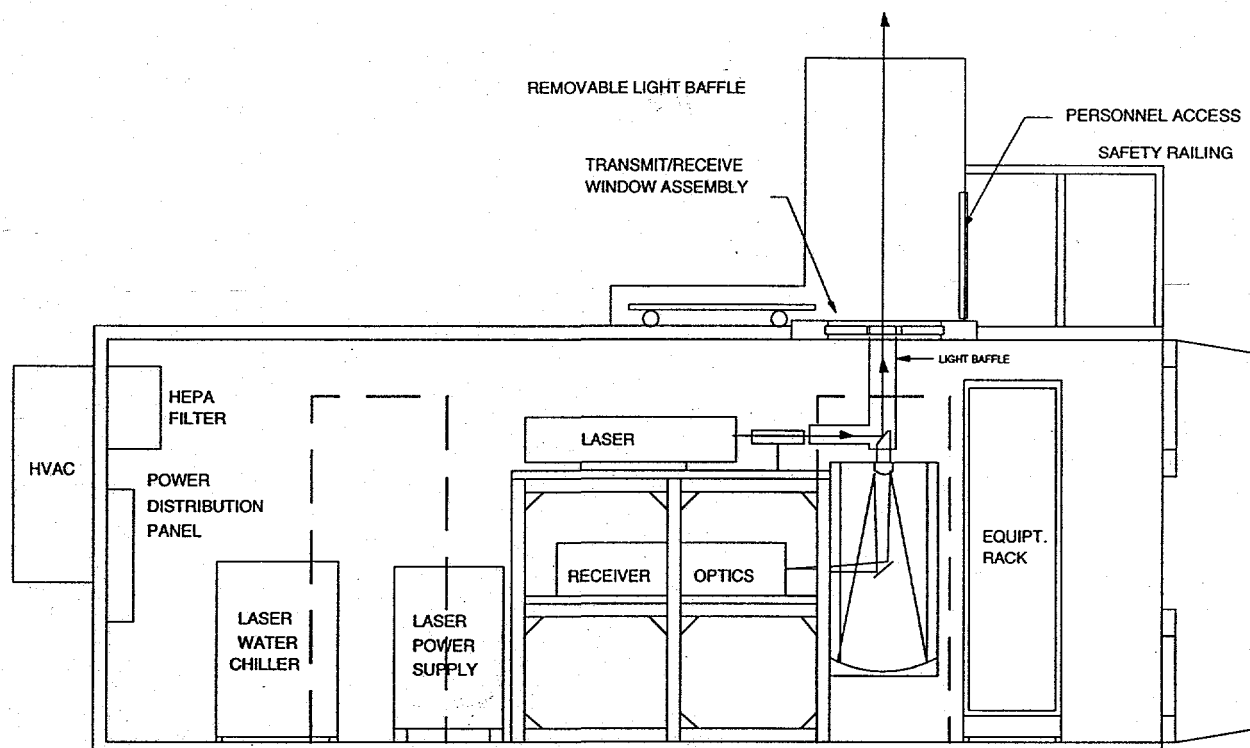 REMOVABLE LIGHT BAFFLE
PERSONNEL ACCESS
SAFETY RAILING
TRANSMIT/RECEIVE
WINDOW ASSEMBLY
LIGHT BAFFLE
HEPA
FILTER
HVAC
LASER
POWER
DISTRIBUTION
PANEL
EQUIPT.
RACK
RECEIVER
OPTICS
LASER
WATER
CHILLER
LASER
POWER
SUPPLY